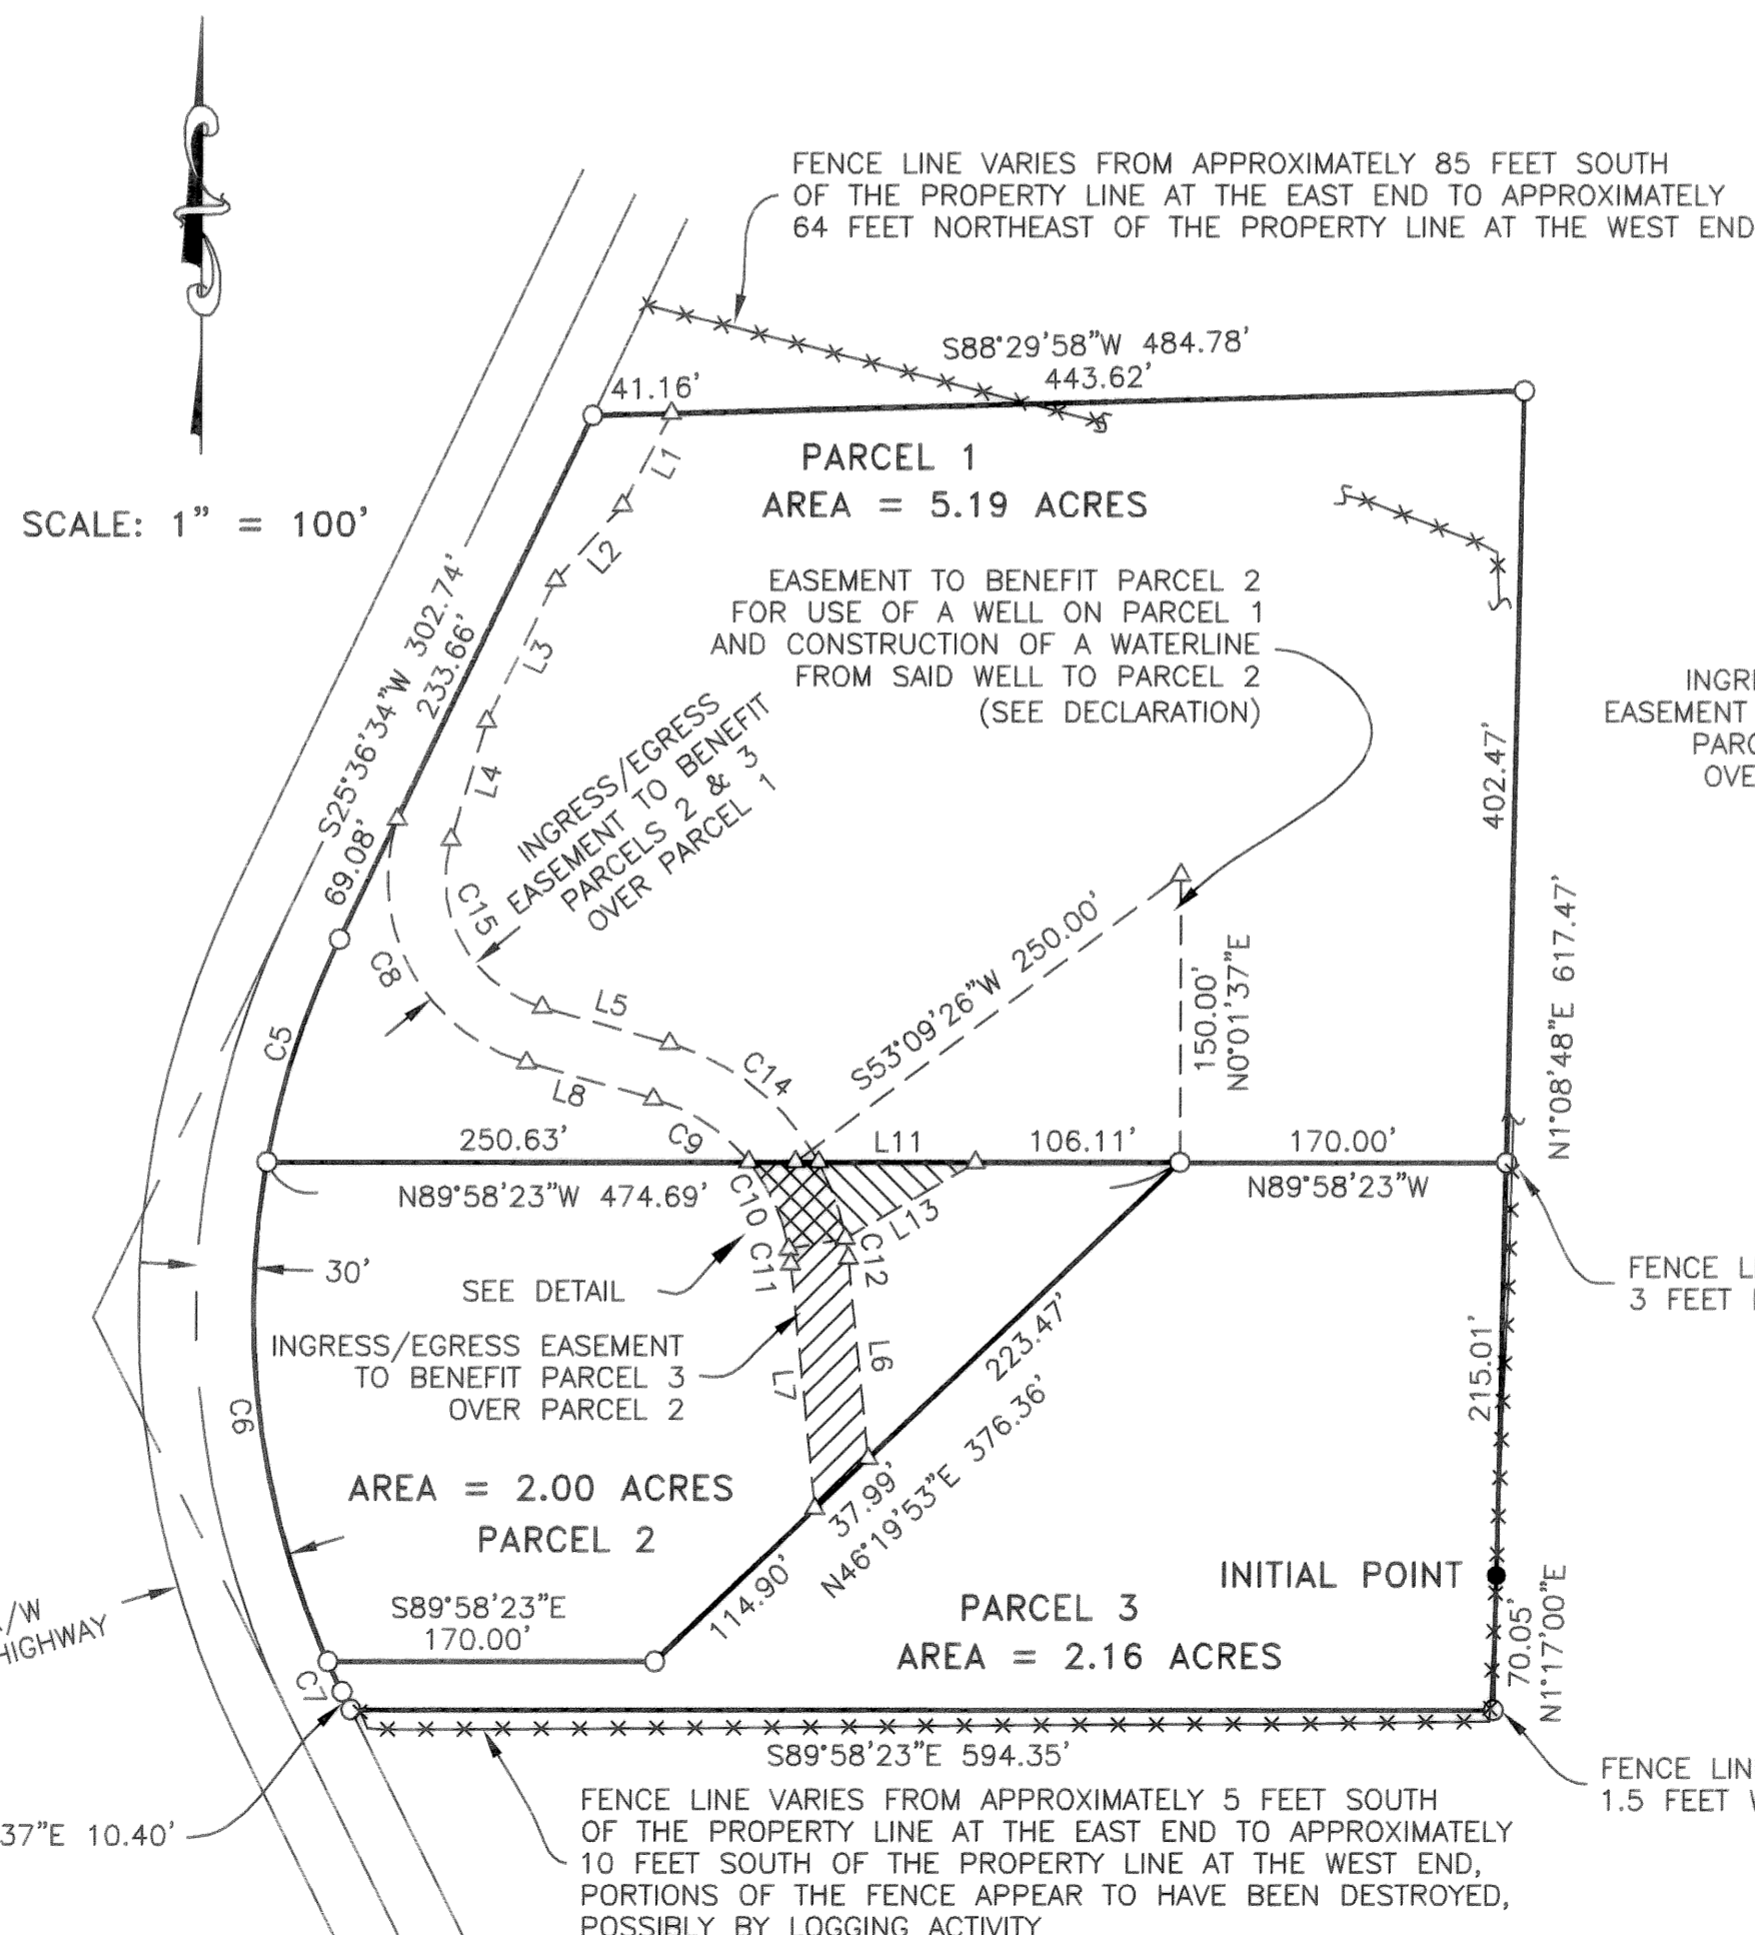 FENCE LINE VARIES FROM APPROXIMATELY 85 FEET SOUTH
OF THE PROPERTY LINE AT THE EAST END TO APPROXIMATELY
64 FEET NORTHEAST OF THE PROPERTY LINE AT THE WEST END
S88°29'58"W 484.78'
41.16'
443.62'
PARCEL 1
AREA = 5.19 ACRES
SCALE: 1" = 100'
L1
L2
L3
L4
EASEMENT TO BENEFIT PARCEL 2
FOR USE OF A WELL ON PARCEL 1
AND CONSTRUCTION OF A WATERLINE
FROM SAID WELL TO PARCEL 2
(SEE DECLARATION)
S25°36'34"W 302.74'
233.66'
69.08'
INGRESS/EGRESS
EASEMENT TO BENEFIT
PARCELS 2 & 3
OVER PARCEL 1
402.47'
EASEMENT
N1°08'48"E 617.47'
C15
C8
C5
L5
L8
C14
C9
S53°09'26"W 250.00'
150.00'
N0°01'37"E
250.63'
L11
106.11'
170.00'
N89°58'23"W 474.69'
N89°58'23"W
C10
C11
C12
L13
30'
SEE DETAIL
FENCE
3 FEET
INGRESS/EGRESS EASEMENT
TO BENEFIT PARCEL 3
OVER PARCEL 2
L7
L6
223.47'
215.01'
C6
AREA = 2.00 ACRES
PARCEL 2
37.99'
N46°19'53"E 376.36'
114.90'
INITIAL POINT
PARCEL 3
AREA = 2.16 ACRES
70.05'
N1°17'00"E
/W
HIGHWAY
S89°58'23"E
170.00'
C7
S89°58'23"E 594.35'
37"E 10.40'
FENCE LIN
1.5 FEET
FENCE LINE VARIES FROM APPROXIMATELY 5 FEET SOUTH
OF THE PROPERTY LINE AT THE EAST END TO APPROXIMATELY
10 FEET SOUTH OF THE PROPERTY LINE AT THE WEST END,
PORTIONS OF THE FENCE APPEAR TO HAVE BEEN DESTROYED,
POSSIBLY BY LOGGING ACTIVITY